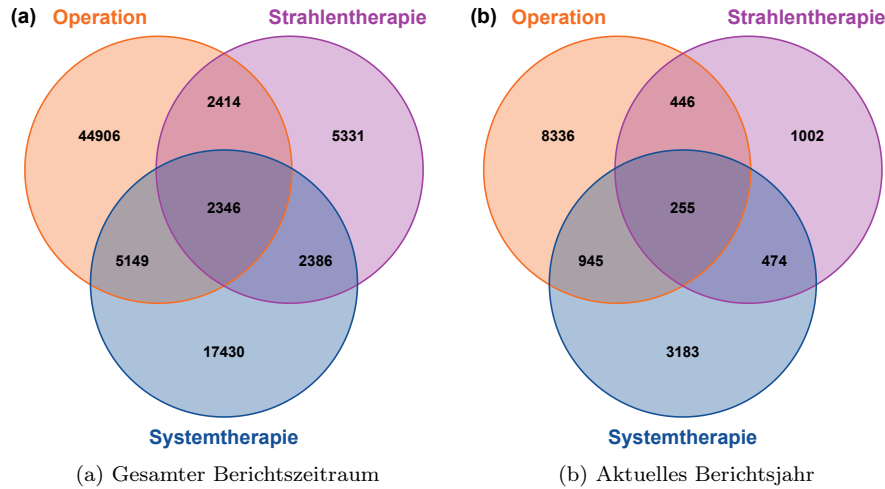 (a) Operation Strahlentherapie
44906
2414
5331
2346
5149
2386
17430
Systemtherapie
(a) Gesamter Berichtszeitraum
(b) Operation Strahlentherapie
8336
446
1002
255
945
474
3183
Systemtherapie
(b) Aktuelles Berichtsjahr